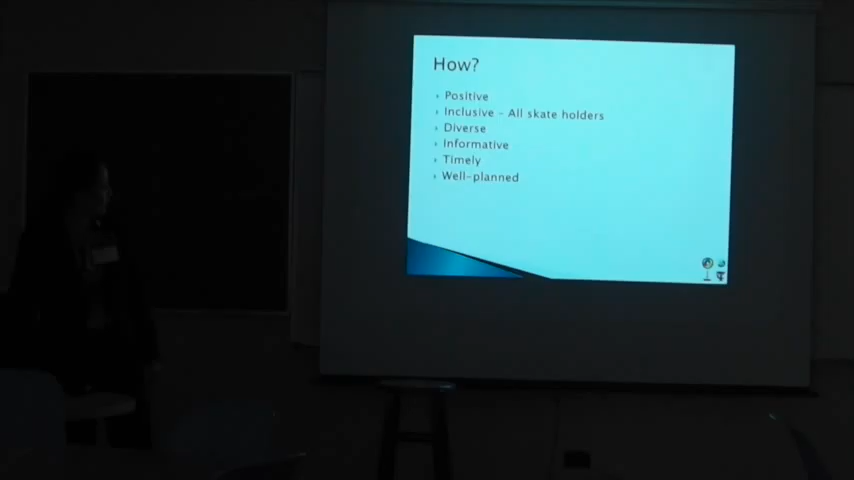 How?
Positive
Inclusive - All skate holders
Diverse
Informative
Timely
Well-planned